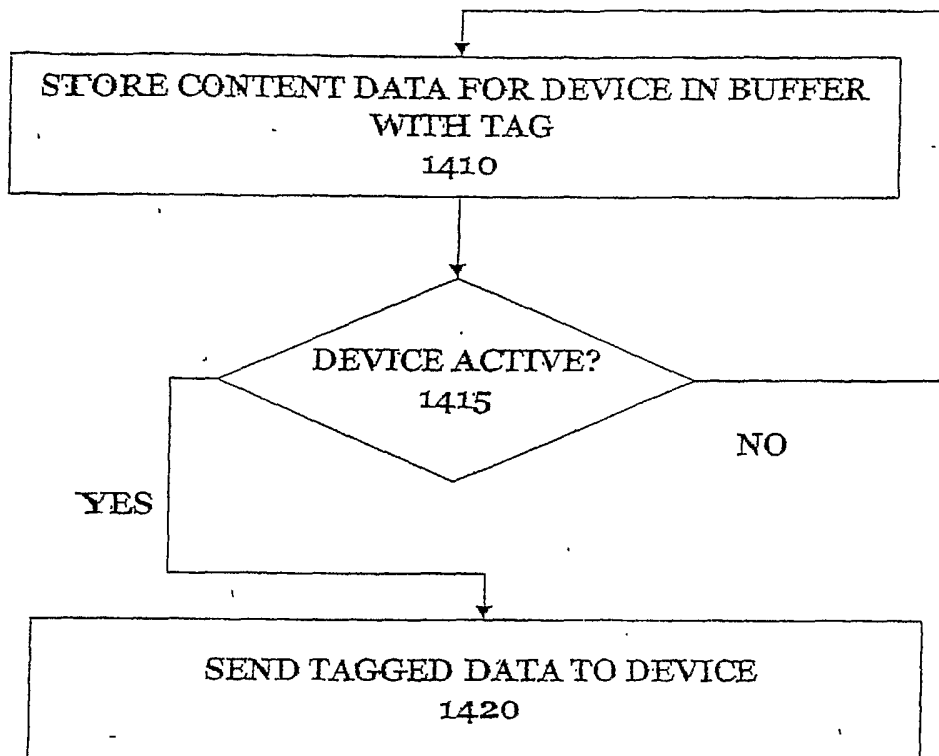 STORE CONTENT DATA FOR DEVICE IN BUFFER
WITH TAG
1410
DEVICE ACTIVE?
1415
NO
YES
SEND TAGGED DATA TO DEVICE
1420